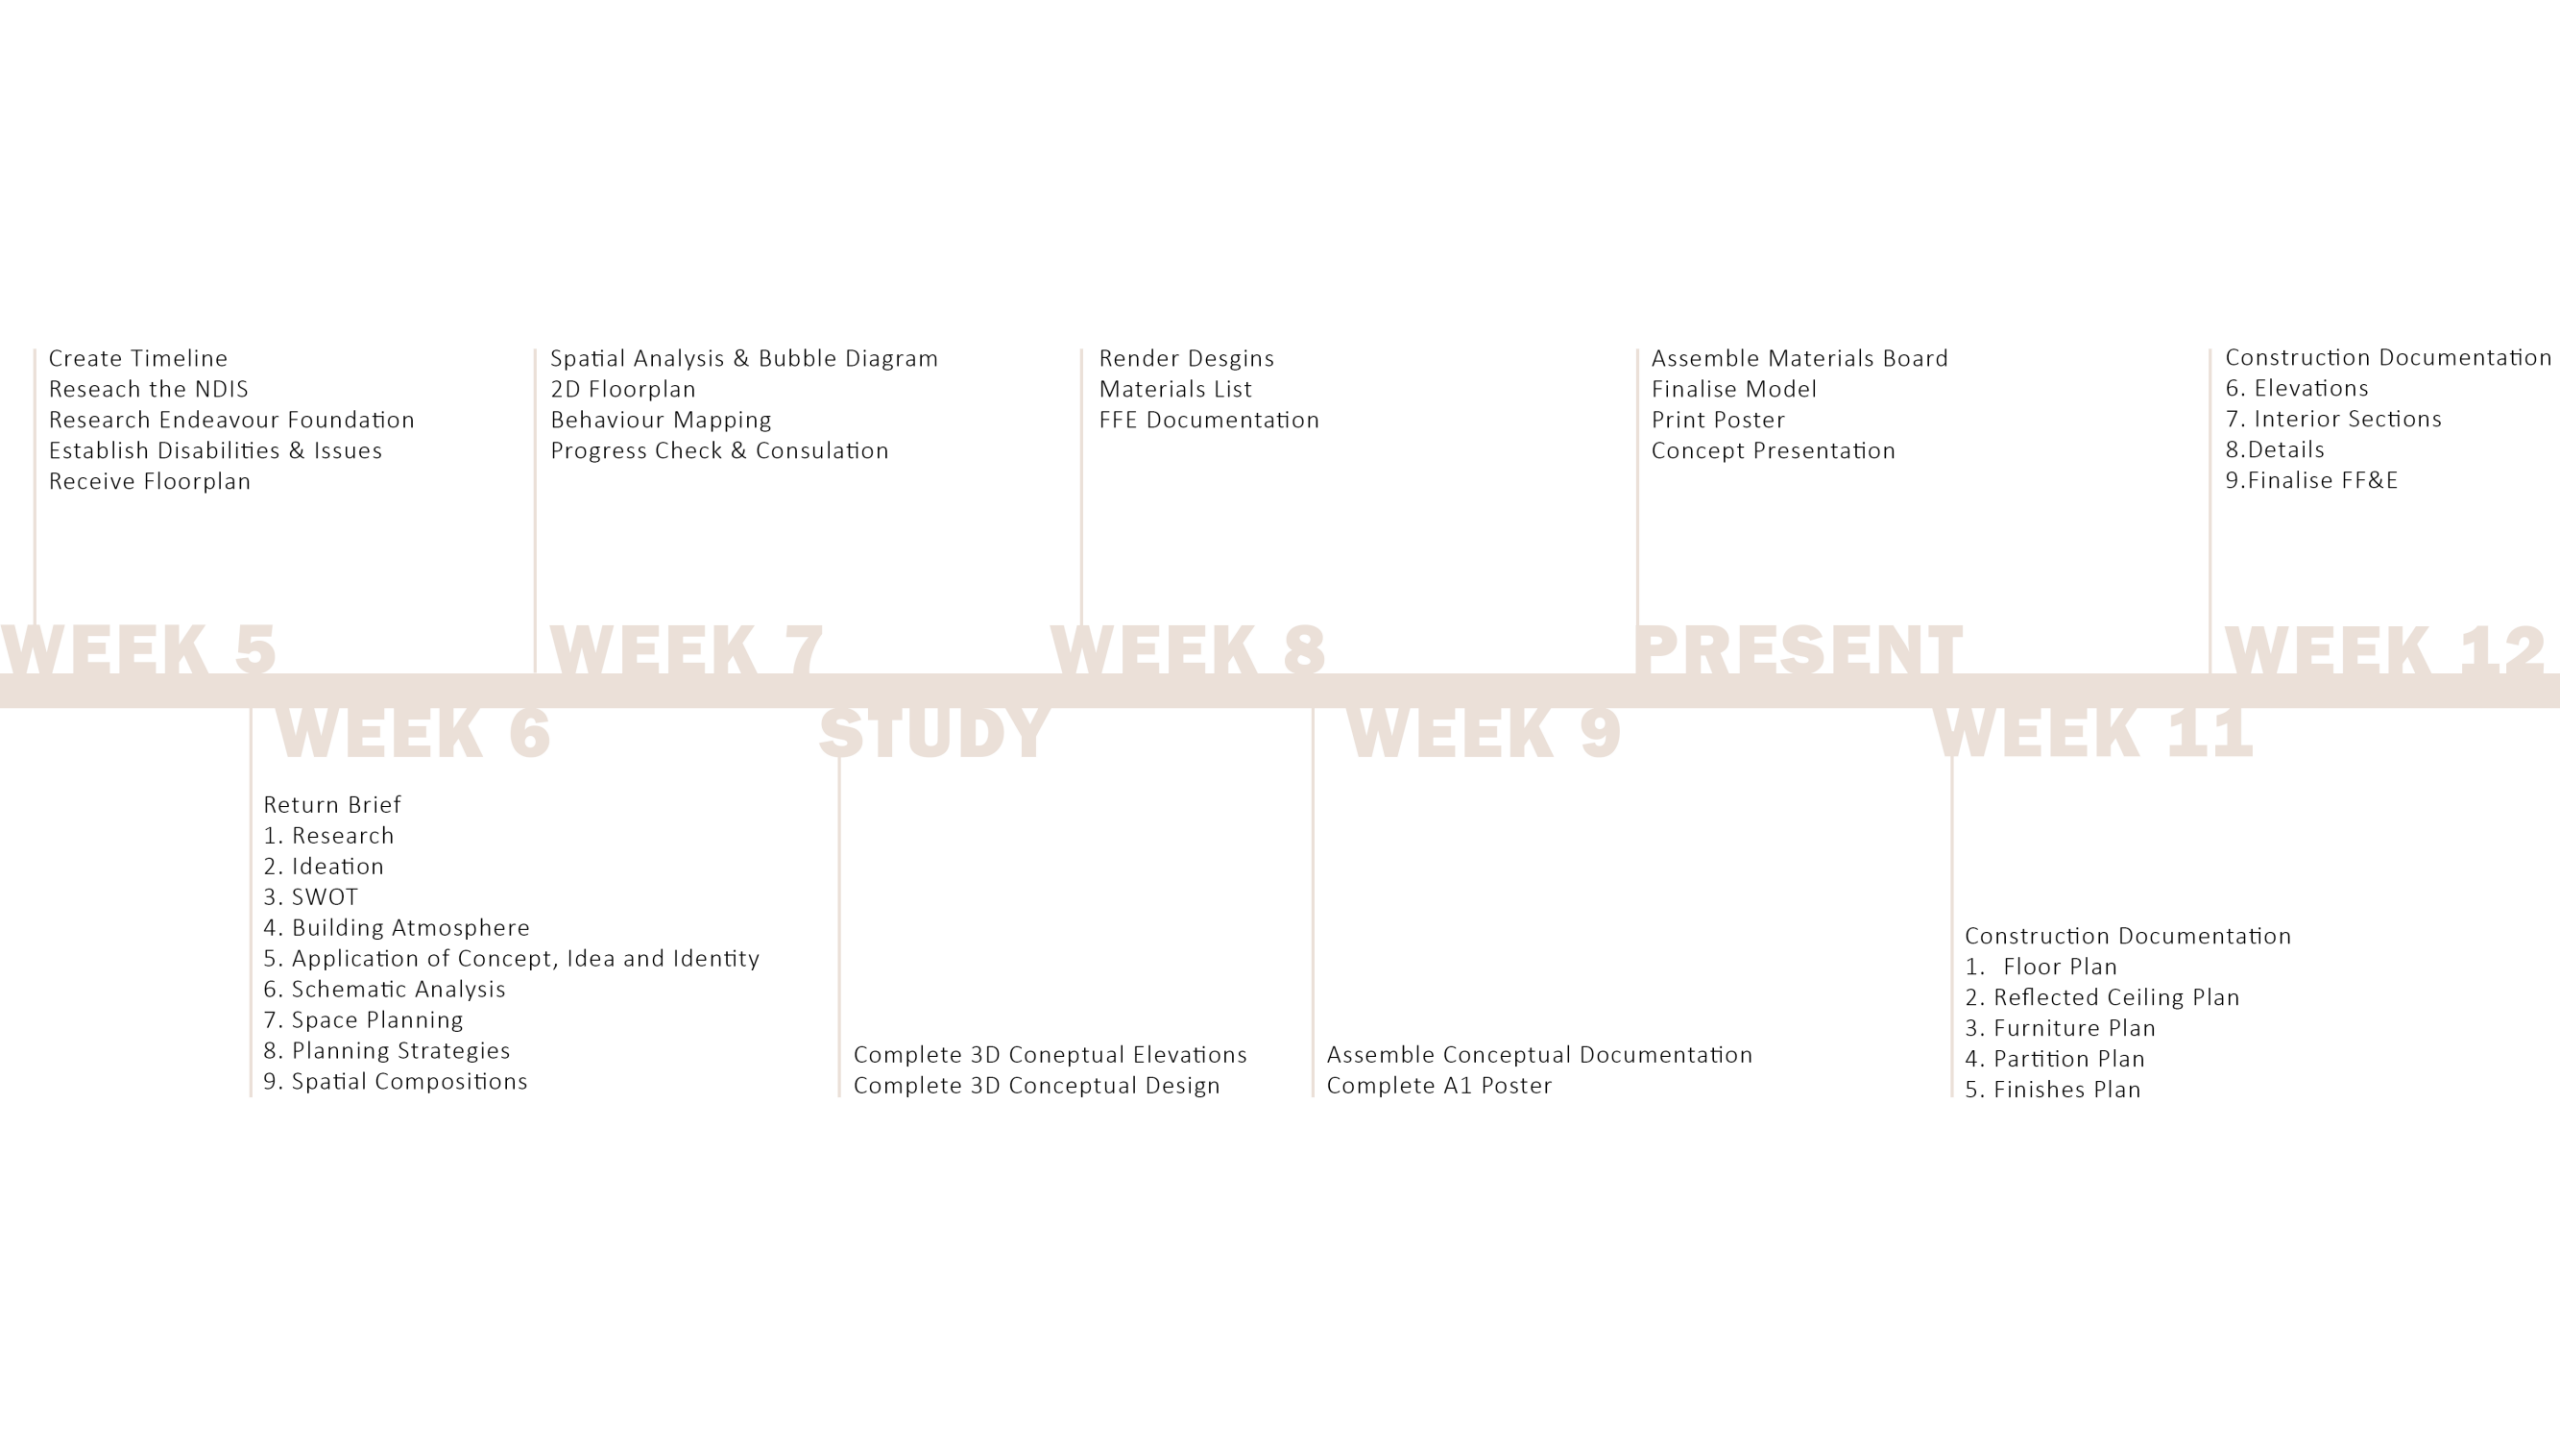 Create Timeline
Reseach the NDIS
Research Endeavour Foundation
Establish Disabilities & Issues
Receive Floorplan
WEEK 5
WEEK 6
Return Brief
1. Research
2. Ideation
3. SWOT
4. Building Atmosphere
5. Application of Concept, Idea and Identity
6. Schematic Analysis
7. Space Planning
8. Planning Strategies
9. Spatial Compositions
Spatial Analysis & Bubble Diagram
2D Floorplan
Behaviour Mapping
Progress Check & Consulation
WEEK 7
STUDY
Complete 3D Coneptual Elevations
Complete 3D Conceptual Design
Render Desgins
Materials List
FFE Documentation
WEEK 8
WEEK 9
Assemble Conceptual Documentation
Complete A1 Poster
Assemble Materials Board
Finalise Model
Print Poster
Concept Presentation
PRESENT
WEEK 11
Construction Documentation
1. Floor Plan
2. Reflected Ceiling Plan
3. Furniture Plan
4. Partition Plan
5. Finishes Plan
Construction Documentation
6. Elevations
7. Interior Sections
8.Details
9.Finalise FF&E
WEEK 12